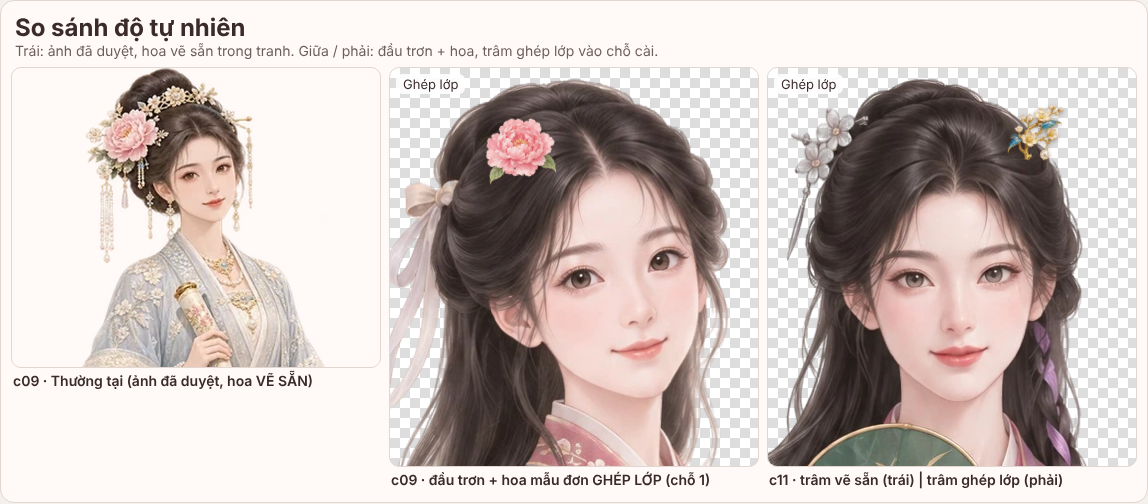 So sánh độ tự nhiên
Trái: ảnh đã duyệt, hoa vẽ sẵn trong tranh. Giữa / phải: đầu trơn + hoa, trâm ghép lớp vào chỗ cài.
Ghép lớp
Ghép lớp
c09 · Thường tại (ảnh đã duyệt, hoa VẼ SẴN)
c09 · đầu trơn + hoa mẫu đơn GHÉP LỚP (chỗ 1)
c11 · trâm vẽ sẵn (trái) | trâm ghép lớp (phải)